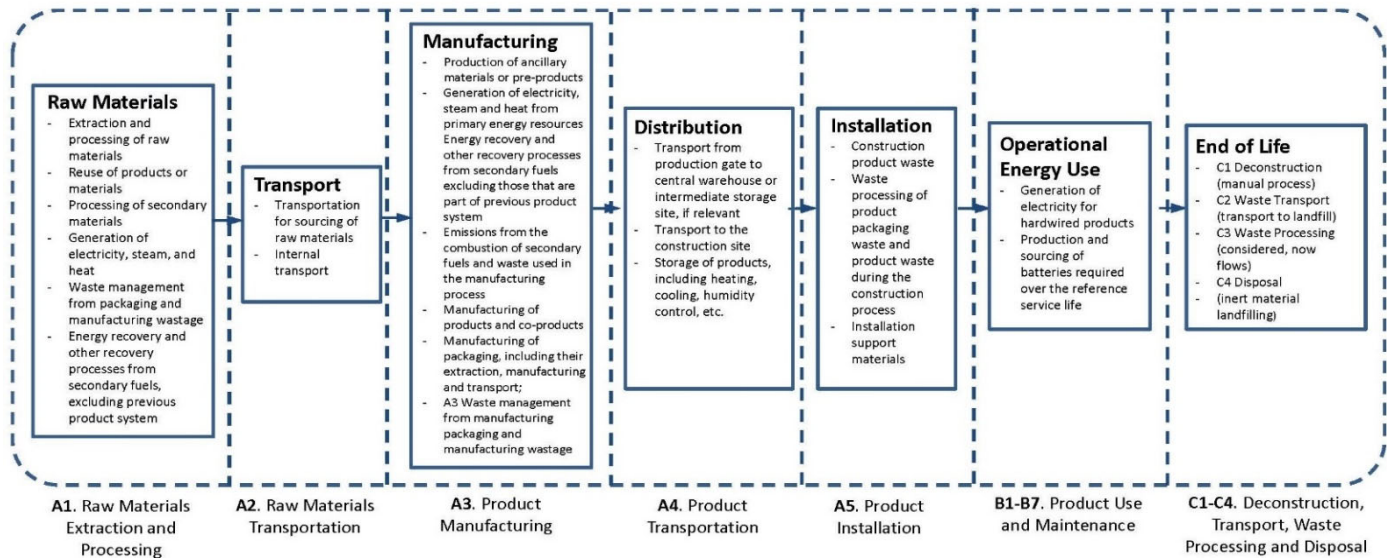 Raw Materials
- Extraction and
processing of raw
materials
- Reuse of products or
materials
- Processing of secondary
materials
- Generation of
electricity, steam, and
heat
- Waste management
from packaging and
manufacturing wastage
- Energy recovery and
other recovery
processes from
secondary fuels,
excluding previous
product system
Transport
- Transportation
for sourcing of
raw materials
- Internal
transport
Manufacturing
- Production of ancillary
materials or pre-products
- Generation of electricity,
steam and heat from
primary energy resources
Energy recovery and
other recovery processes
from secondary fuels
excluding those that are
part of previous product
system
- Emissions from the
combustion of secondary
fuels and waste used in
the manufacturing
process
- Manufacturing of
products and co-products
- Manufacturing of
packaging, including their
extraction, manufacturing
and transport;
- A3 Waste management
from manufacturing
packaging and
manufacturing wastage
Distribution
- Transport from
production gate to
central warehouse or
intermediate storage
site, if relevant
- Transport to the
construction site
- Storage of products,
including heating,
cooling, humidity
control, etc.
Installation
- Construction
product waste
- Waste
processing of
product
packaging
waste and
product waste
during the
construction
process
- Installation
support
materials
Operational
Energy Use
- Generation of
electricity for
hardwired products
- Production and
sourcing of
batteries required
over the reference
service life
End of Life
- C1 Deconstruction
(manual process)
- C2 Waste Transport
(transport to landfill)
- C3 Waste Processing
(considered, now
flows)
- C4 Disposal
- (inert material
landfilling)
A1. Raw Materials
Extraction and
Processing
A2. Raw Materials
Transportation
A3. Product
Manufacturing
A4. Product
Transportation
A5. Product
Installation
B1-B7. Product Use
and Maintenance
C1-C4. Deconstruction,
Transport, Waste
Processing and Disposal